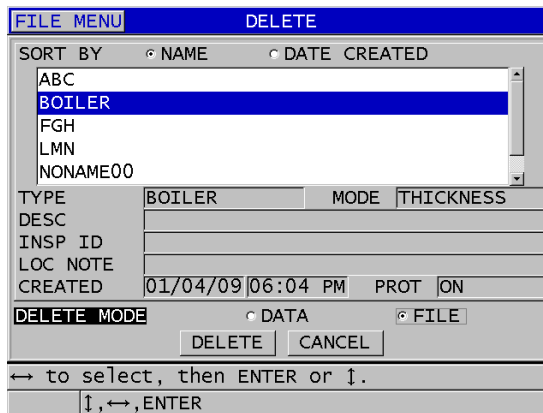 FILE MENU DELETE
SORT BY NAME DATE CREATED
ABC
BOILER
FGH
LMN
NONAME00
TYPE BOILER MODE THICKNESS
DESC
INSP ID
LOC NOTE
CREATED 01/04/09 06:04 PM PROT ON
DELETE MODE DATA FILE
DELETE CANCEL
↔ to select, then ENTER or ↕.
↕,↔,ENTER